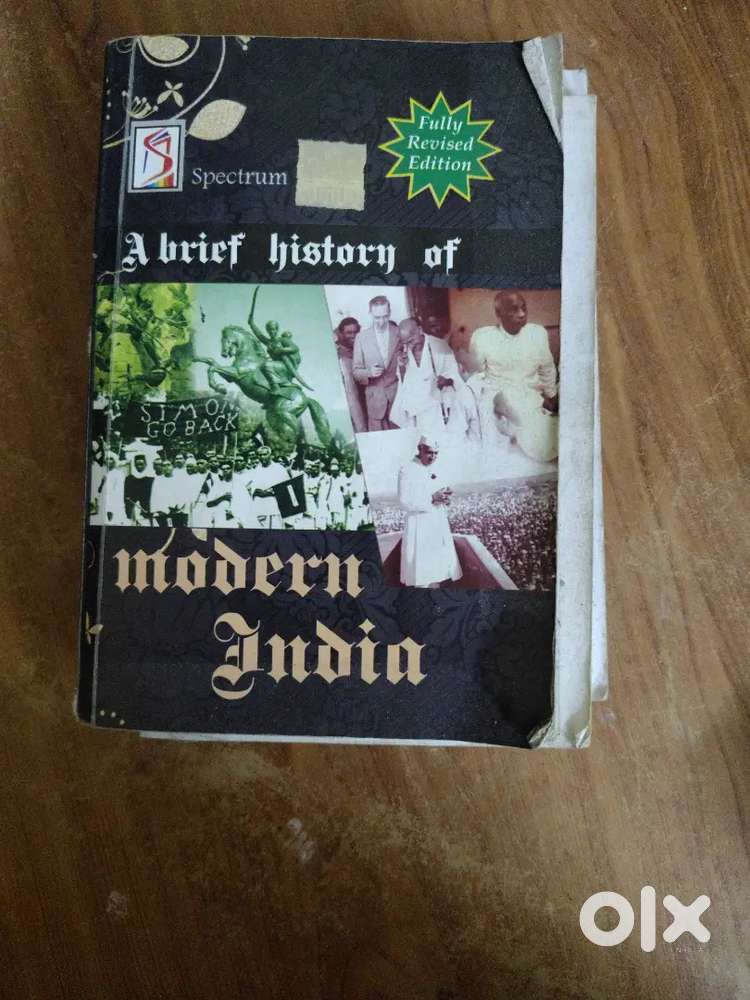 Fully
Revised
Edition
Spectrum
A brief history of
SIMON
GO BACK
modern
India
olx